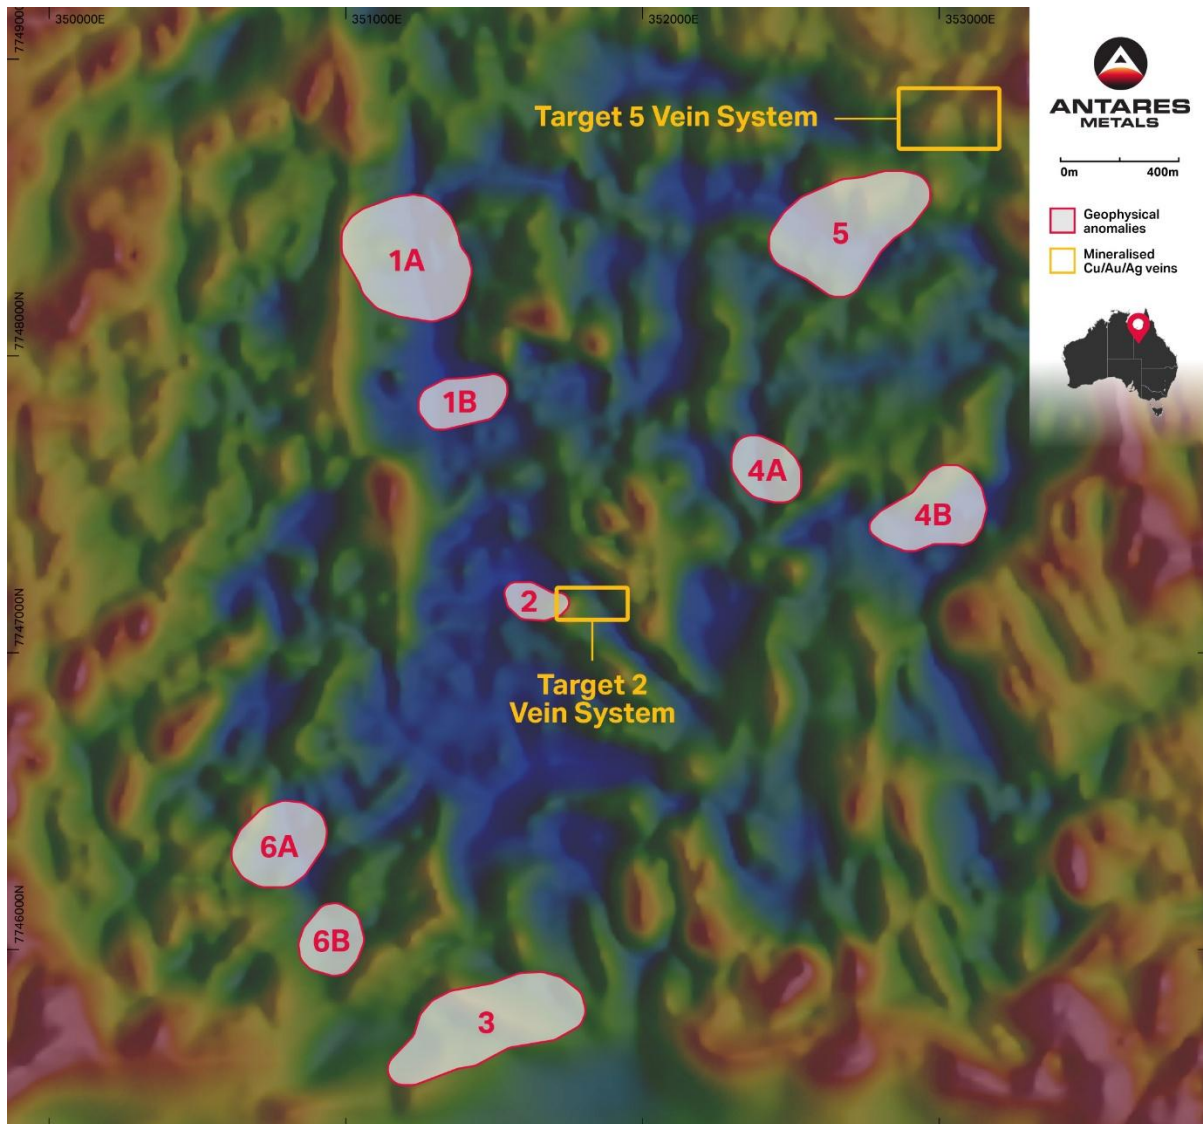 350000E
351000E
352000E
353000E
7749000N
7748000N
7747000N
7746000N
Target 5 Vein System
5
1A
1B
4A
4B
2
Target 2
Vein System
6A
6B
3
ANTARES
METALS
0m 400m
Geophysical
anomalies
Mineralised
Cu/Au/Ag veins